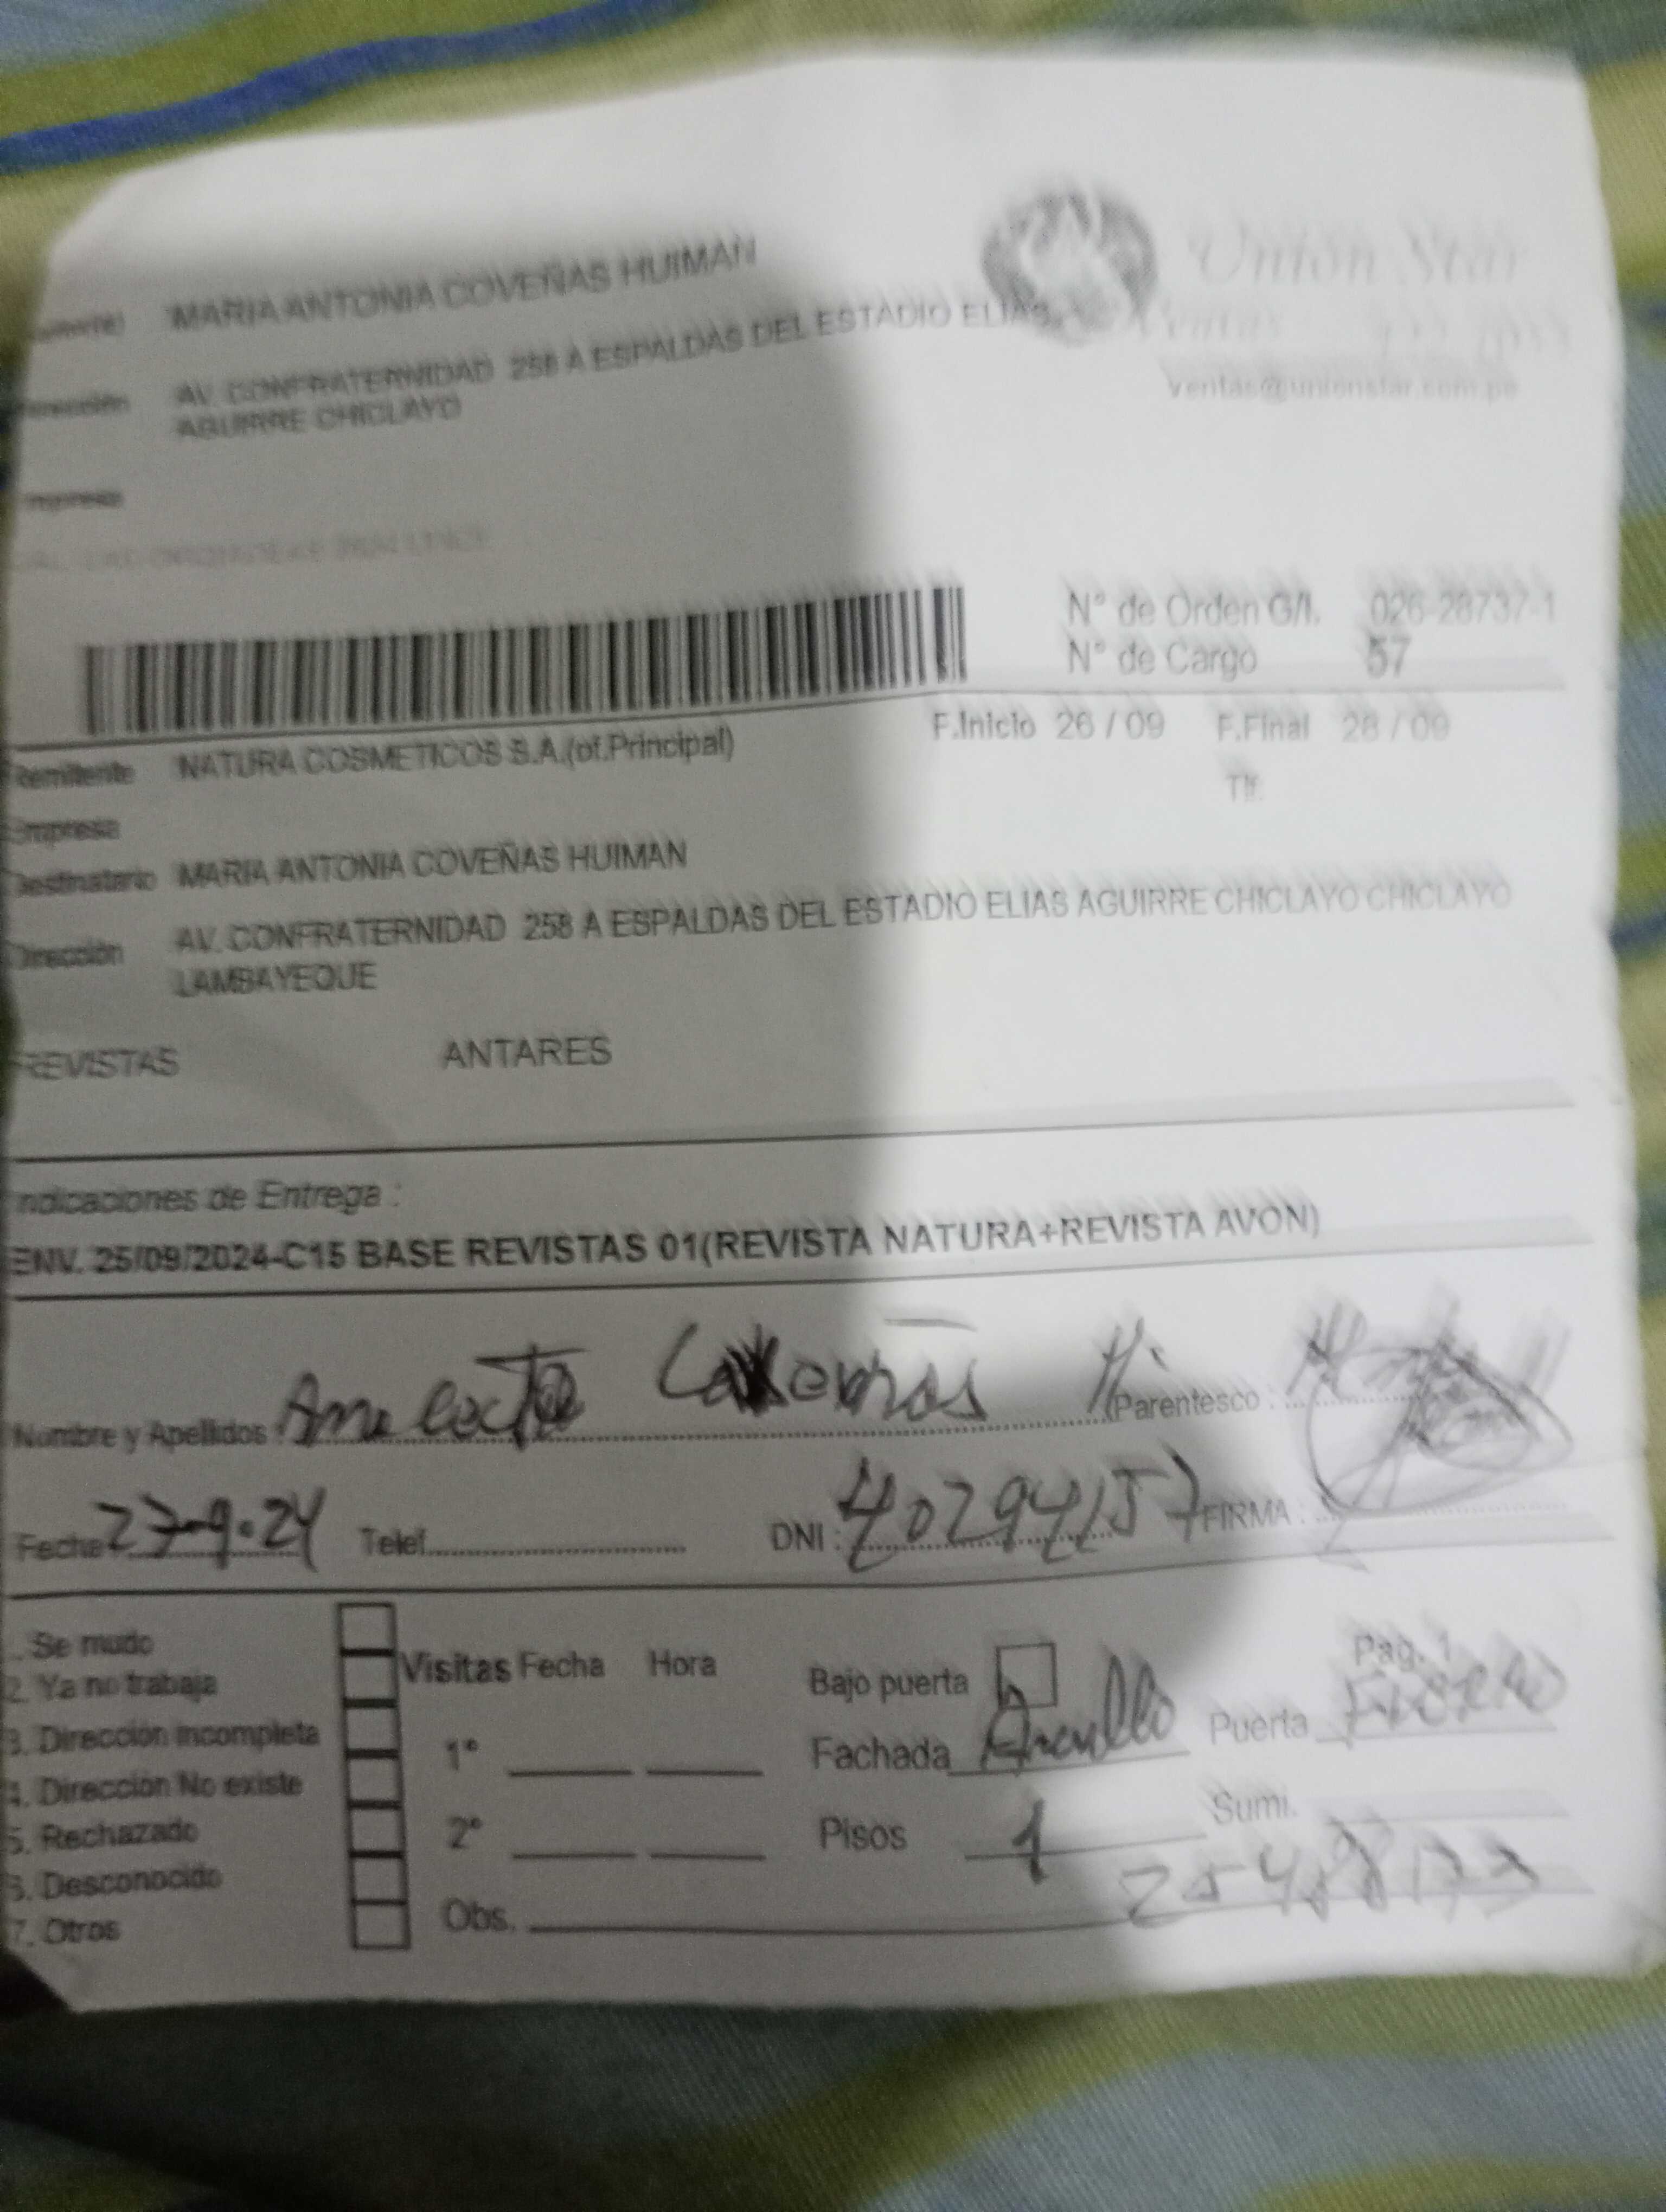 MARIA ANTONIA COVEÑAS HUIMAN
Union Star
AV. CONFRATERNIDAD 258 A ESPALDAS DEL ESTADIO ELIAS
AGUIRRE CHICLAYO
ventas@unionstar.com.pe
N° de Orden G/I. 026-28737-1
N° de Cargo 57
F.Inicio 26 / 09 F.Final 28 / 09
Remitente NATURA COSMETICOS S.A.(of.Principal)
Tlf.
Empresa
Destinatario MARIA ANTONIA COVEÑAS HUIMAN
Dirección AV. CONFRATERNIDAD 258 A ESPALDAS DEL ESTADIO ELIAS AGUIRRE CHICLAYO CHICLAYO
LAMBAYEQUE
REVISTAS ANTARES
Indicaciones de Entrega :
ENV. 25/09/2024-C15 BASE REVISTAS 01(REVISTA NATURA+REVISTA AVON)
Nombre y Apellidos : Parentesco :
Fecha 27-9-24 Telef. DNI : 40294157 FIRMA :
1. Se mudo
2. Ya no trabaja
3. Dirección incompleta
4. Dirección No existe
5. Rechazado
6. Desconocido
7. Otros
Visitas Fecha Hora
1°
2°
Obs.
Bajo puerta
Pag. 1
Fachada Puerta
Pisos 1 Sumi.